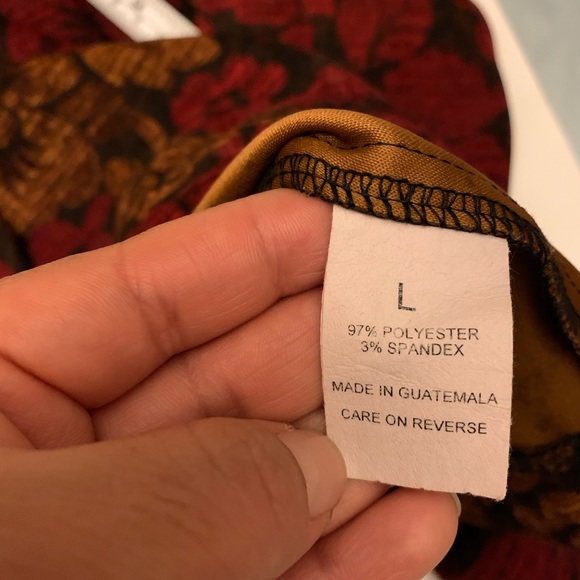 L
97% POLYESTER
3% SPANDEX
MADE IN GUATEMALA
CARE ON REVERSE